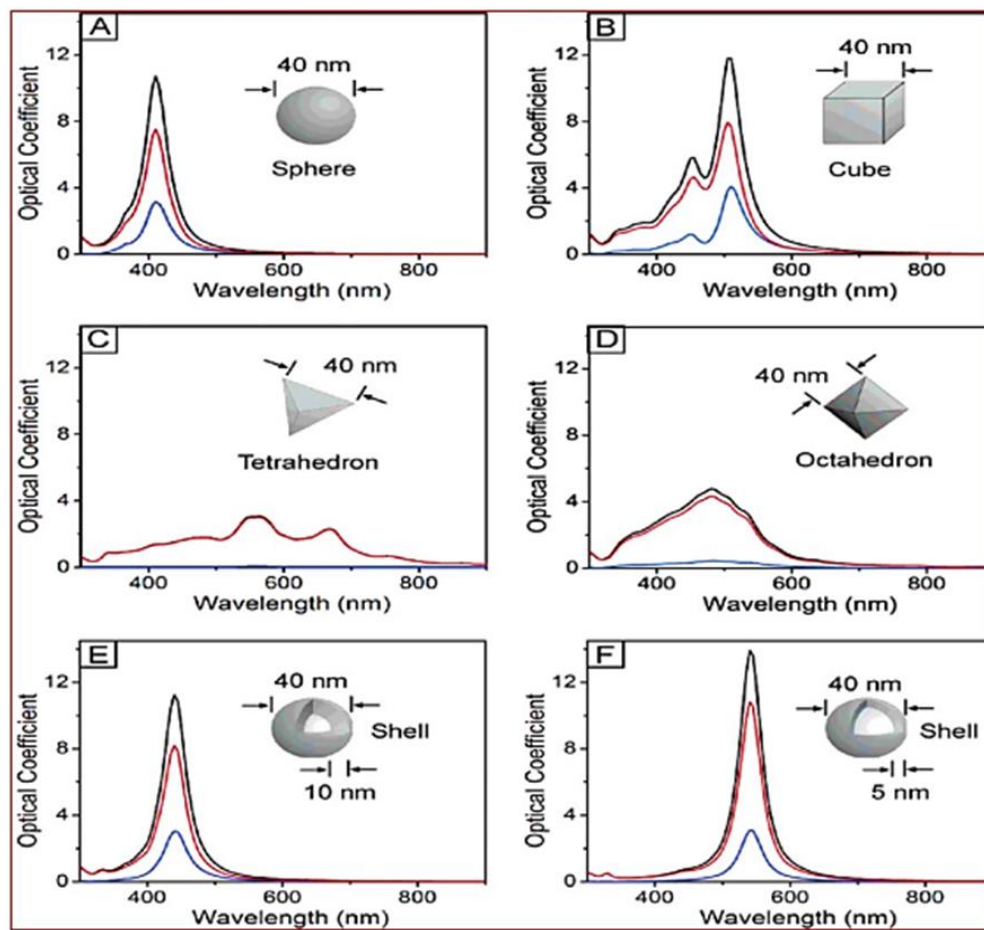 A
40 nm
Sphere
Optical Coefficient
12
8
4
0
400 600 800
Wavelength (nm)
B
40 nm
Cube
Optical Coefficient
12
8
4
0
400 600 800
Wavelength (nm)
C
40 nm
Tetrahedron
Optical Coefficient
12
8
4
0
400 600 800
Wavelength (nm)
D
40 nm
Octahedron
Optical Coefficient
12
8
4
0
400 600 800
Wavelength (nm)
E
40 nm
Shell
10 nm
Optical Coefficient
12
8
4
0
400 600 800
Wavelength (nm)
F
40 nm
Shell
5 nm
Optical Coefficient
12
8
4
0
400 600 800
Wavelength (nm)